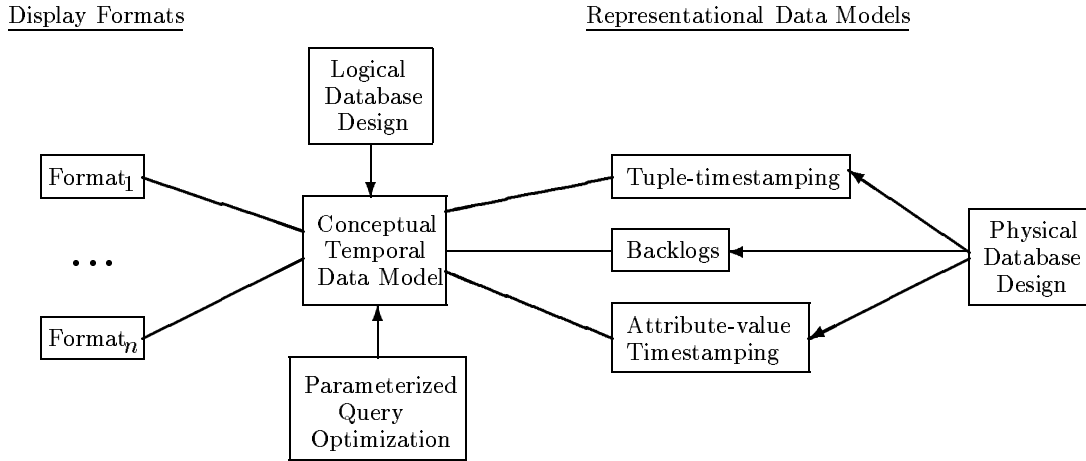 Display Formats
Representational Data Models
Logical
Database
Design
Format1
...
Formatn
Conceptual
Temporal
Data Model
Parameterized
Query
Optimization
Tuple-timestamping
Backlogs
Attribute-value
Timestamping
Physical
Database
Design